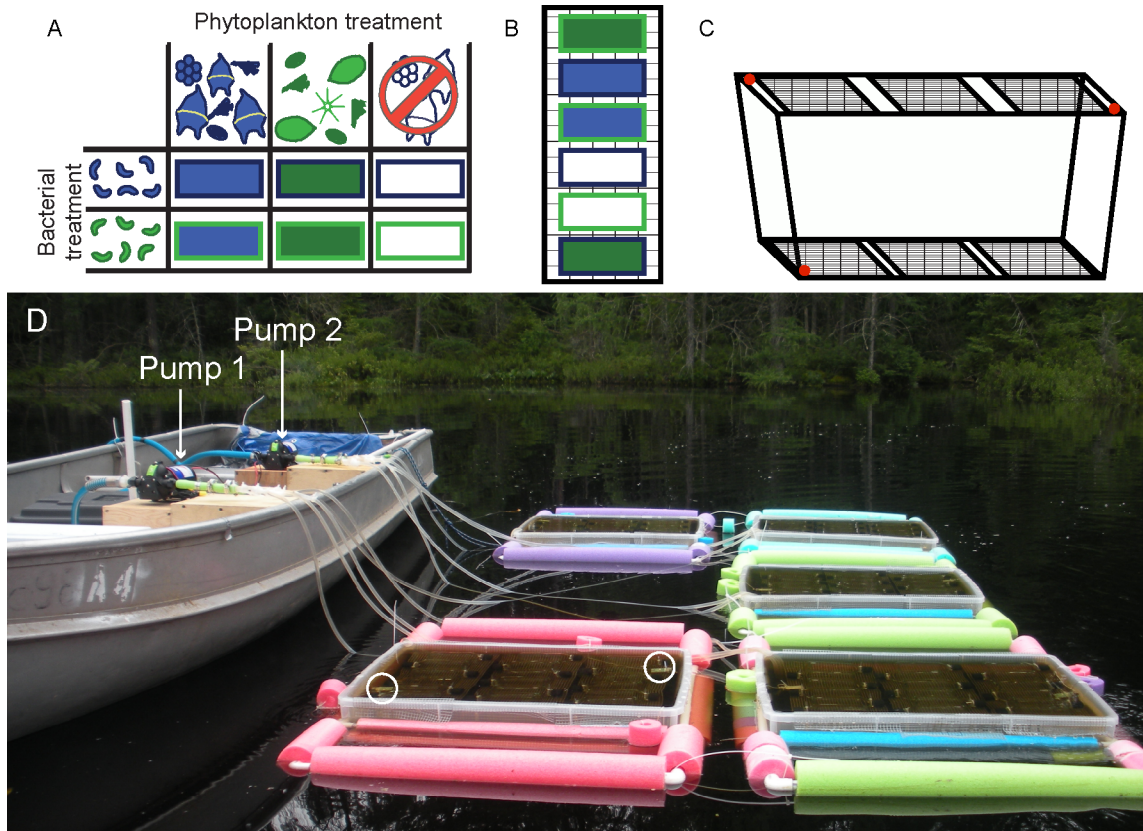 A
Phytoplankton treatment
Bacterial
treatment
B
C
D
Pump 1
Pump 2